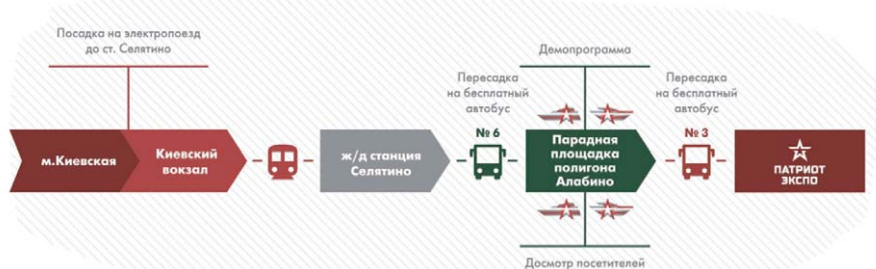 Посадка на электропоезд
до ст. Селятино
м.Киевская
Киевский
вокзал
ж/д станция
Селятино
Пересадка
на бесплатный
автобус
№ 6
Демопрограмма
Парадная
площадка
полигона
Алабино
Досмотр посетителей
Пересадка
на бесплатный
автобус
№ 3
ПАТРИОТ
ЭКСПО